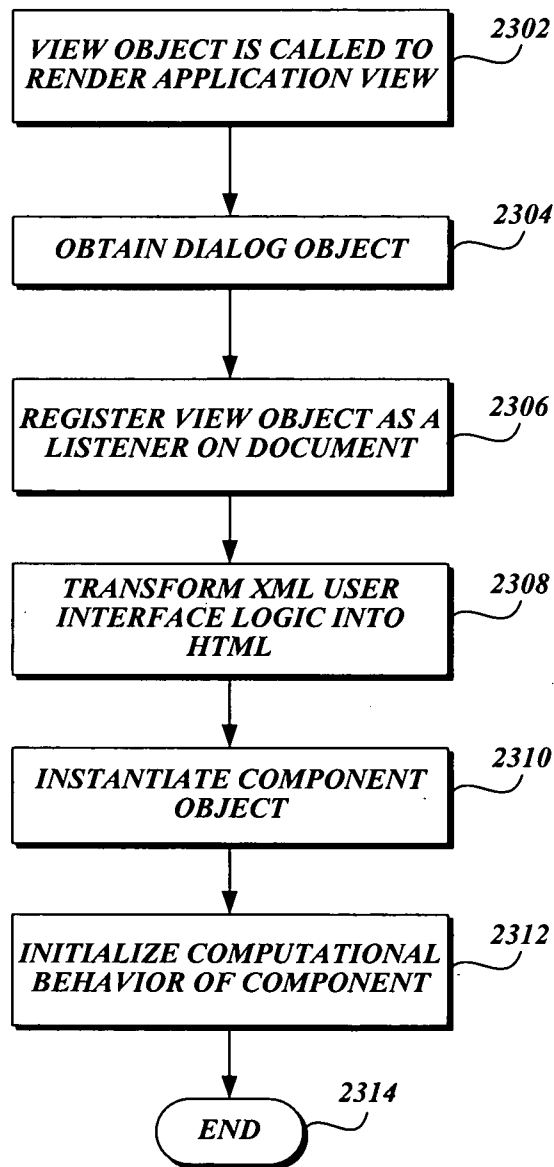 VIEW OBJECT IS CALLED TO
RENDER APPLICATION VIEW
2302
OBTAIN DIALOG OBJECT
2304
REGISTER VIEW OBJECT AS A
LISTENER ON DOCUMENT
2306
TRANSFORM XML USER
INTERFACE LOGIC INTO
HTML
2308
INSTANTIATE COMPONENT
OBJECT
2310
INITIALIZE COMPUTATIONAL
BEHAVIOR OF COMPONENT
2312
END
2314